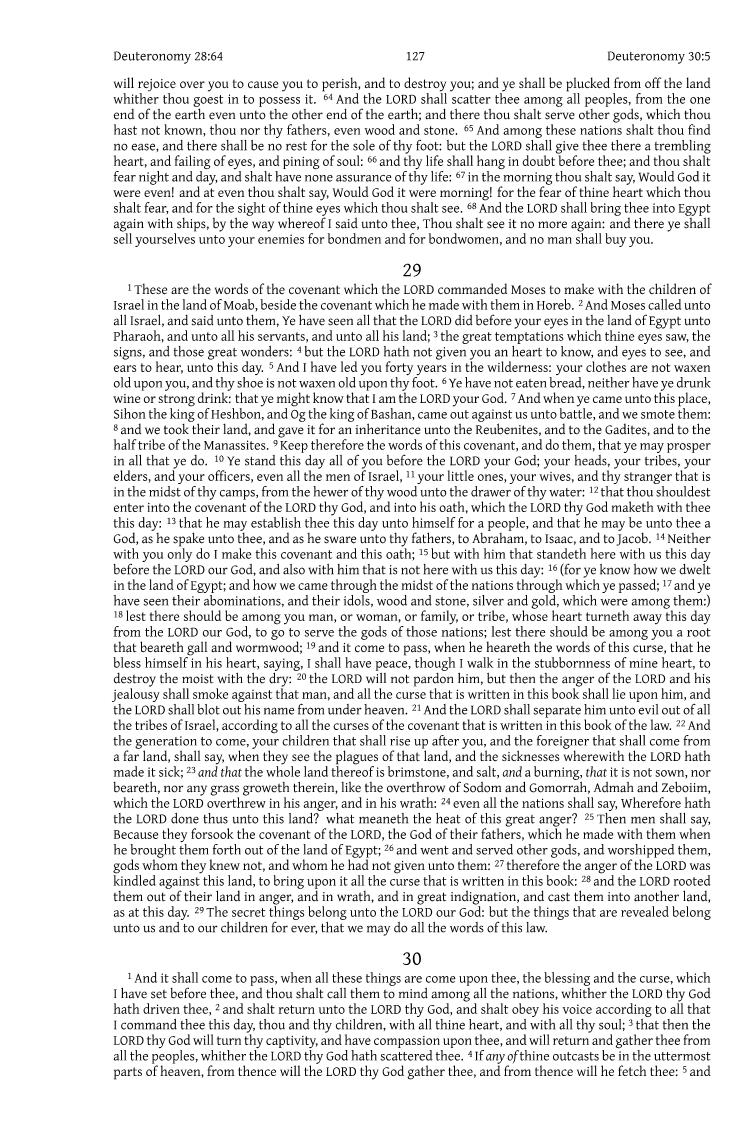 Deuteronomy 28:64 127 Deuteronomy 30:5
will rejoice over you to cause you to perish, and to destroy you; and ye shall be plucked from off the land
whither thou goest in to possess it. 64 And the LORD shall scatter thee among all peoples, from the one
end of the earth even unto the other end of the earth; and there thou shalt serve other gods, which thou
hast not known, thou nor thy fathers, even wood and stone. 65 And among these nations shalt thou find
no ease, and there shall be no rest for the sole of thy foot: but the LORD shall give thee there a trembling
heart, and failing of eyes, and pining of soul: 66 and thy life shall hang in doubt before thee; and thou shalt
fear night and day, and shalt have none assurance of thy life: 67 in the morning thou shalt say, Would God it
were even! and at even thou shalt say, Would God it were morning! for the fear of thine heart which thou
shalt fear, and for the sight of thine eyes which thou shalt see. 68 And the LORD shall bring thee into Egypt
again with ships, by the way whereof I said unto thee, Thou shalt see it no more again: and there ye shall
sell yourselves unto your enemies for bondmen and for bondwomen, and no man shall buy you.
29
1 These are the words of the covenant which the LORD commanded Moses to make with the children of
Israel in the land of Moab, beside the covenant which he made with them in Horeb. 2 And Moses called unto
all Israel, and said unto them, Ye have seen all that the LORD did before your eyes in the land of Egypt unto
Pharaoh, and unto all his servants, and unto all his land; 3 the great temptations which thine eyes saw, the
signs, and those great wonders: 4 but the LORD hath not given you an heart to know, and eyes to see, and
ears to hear, unto this day. 5 And I have led you forty years in the wilderness: your clothes are not waxen
old upon you, and thy shoe is not waxen old upon thy foot. 6 Ye have not eaten bread, neither have ye drunk
wine or strong drink: that ye might know that I am the LORD your God. 7 And when ye came unto this place,
Sihon the king of Heshbon, and Og the king of Bashan, came out against us unto battle, and we smote them:
8 and we took their land, and gave it for an inheritance unto the Reubenites, and to the Gadites, and to the
half tribe of the Manassites. 9 Keep therefore the words of this covenant, and do them, that ye may prosper
in all that ye do. 10 Ye stand this day all of you before the LORD your God; your heads, your tribes, your
elders, and your officers, even all the men of Israel, 11 your little ones, your wives, and thy stranger that is
in the midst of thy camps, from the hewer of thy wood unto the drawer of thy water: 12 that thou shouldest
enter into the covenant of the LORD thy God, and into his oath, which the LORD thy God maketh with thee
this day: 13 that he may establish thee this day unto himself for a people, and that he may be unto thee a
God, as he spake unto thee, and as he sware unto thy fathers, to Abraham, to Isaac, and to Jacob. 14 Neither
with you only do I make this covenant and this oath; 15 but with him that standeth here with us this day
before the LORD our God, and also with him that is not here with us this day: 16 (for ye know how we dwelt
in the land of Egypt; and how we came through the midst of the nations through which ye passed; 17 and ye
have seen their abominations, and their idols, wood and stone, silver and gold, which were among them:)
18 lest there should be among you man, or woman, or family, or tribe, whose heart turneth away this day
from the LORD our God, to go to serve the gods of those nations; lest there should be among you a root
that beareth gall and wormwood; 19 and it come to pass, when he heareth the words of this curse, that he
bless himself in his heart, saying, I shall have peace, though I walk in the stubbornness of mine heart, to
destroy the moist with the dry: 20 the LORD will not pardon him, but then the anger of the LORD and his
jealousy shall smoke against that man, and all the curse that is written in this book shall lie upon him, and
the LORD shall blot out his name from under heaven. 21 And the LORD shall separate him unto evil out of all
the tribes of Israel, according to all the curses of the covenant that is written in this book of the law. 22 And
the generation to come, your children that shall rise up after you, and the foreigner that shall come from
a far land, shall say, when they see the plagues of that land, and the sicknesses wherewith the LORD hath
made it sick; 23 and that the whole land thereof is brimstone, and salt, and a burning, that it is not sown, nor
beareth, nor any grass groweth therein, like the overthrow of Sodom and Gomorrah, Admah and Zeboiim,
which the LORD overthrew in his anger, and in his wrath: 24 even all the nations shall say, Wherefore hath
the LORD done thus unto this land? what meaneth the heat of this great anger? 25 Then men shall say,
Because they forsook the covenant of the LORD, the God of their fathers, which he made with them when
he brought them forth out of the land of Egypt; 26 and went and served other gods, and worshipped them,
gods whom they knew not, and whom he had not given unto them: 27 therefore the anger of the LORD was
kindled against this land, to bring upon it all the curse that is written in this book: 28 and the LORD rooted
them out of their land in anger, and in wrath, and in great indignation, and cast them into another land,
as at this day. 29 The secret things belong unto the LORD our God: but the things that are revealed belong
unto us and to our children for ever, that we may do all the words of this law.
30
1 And it shall come to pass, when all these things are come upon thee, the blessing and the curse, which
I have set before thee, and thou shalt call them to mind among all the nations, whither the LORD thy God
hath driven thee, 2 and shalt return unto the LORD thy God, and shalt obey his voice according to all that
I command thee this day, thou and thy children, with all thine heart, and with all thy soul; 3 that then the
LORD thy God will turn thy captivity, and have compassion upon thee, and will return and gather thee from
all the peoples, whither the LORD thy God hath scattered thee. 4 If any of thine outcasts be in the uttermost
parts of heaven, from thence will the LORD thy God gather thee, and from thence will he fetch thee: 5 and